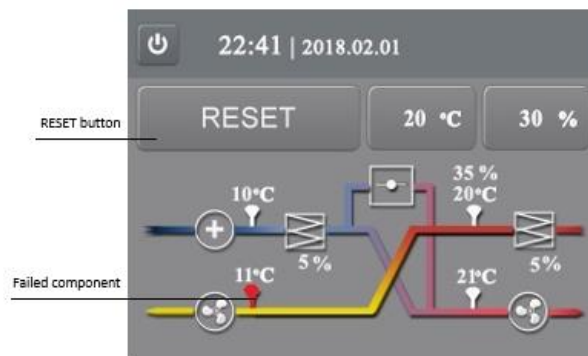 22:41 | 2018.02.01
RESET button
RESET
20 °C
30 %
35 %
10°C
20°C
5%
5%
Failed component
11°C
21°C